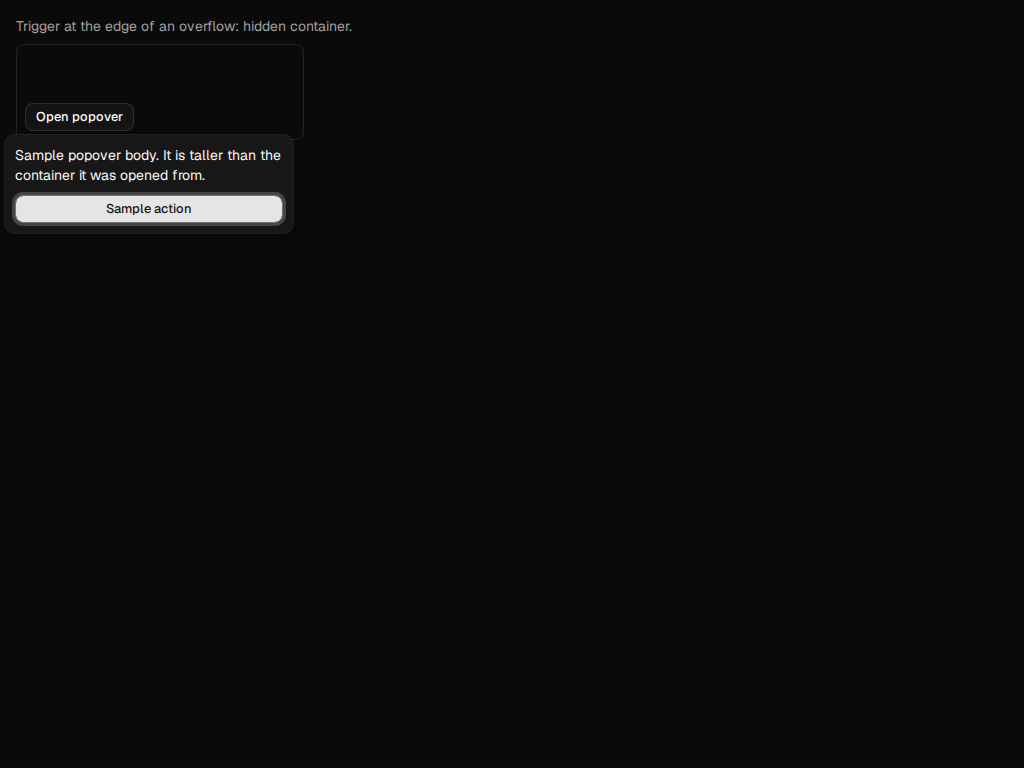 Trigger at the edge of an overflow: hidden container.
Open popover
Sample popover body. It is taller than the
container it was opened from.
Sample action